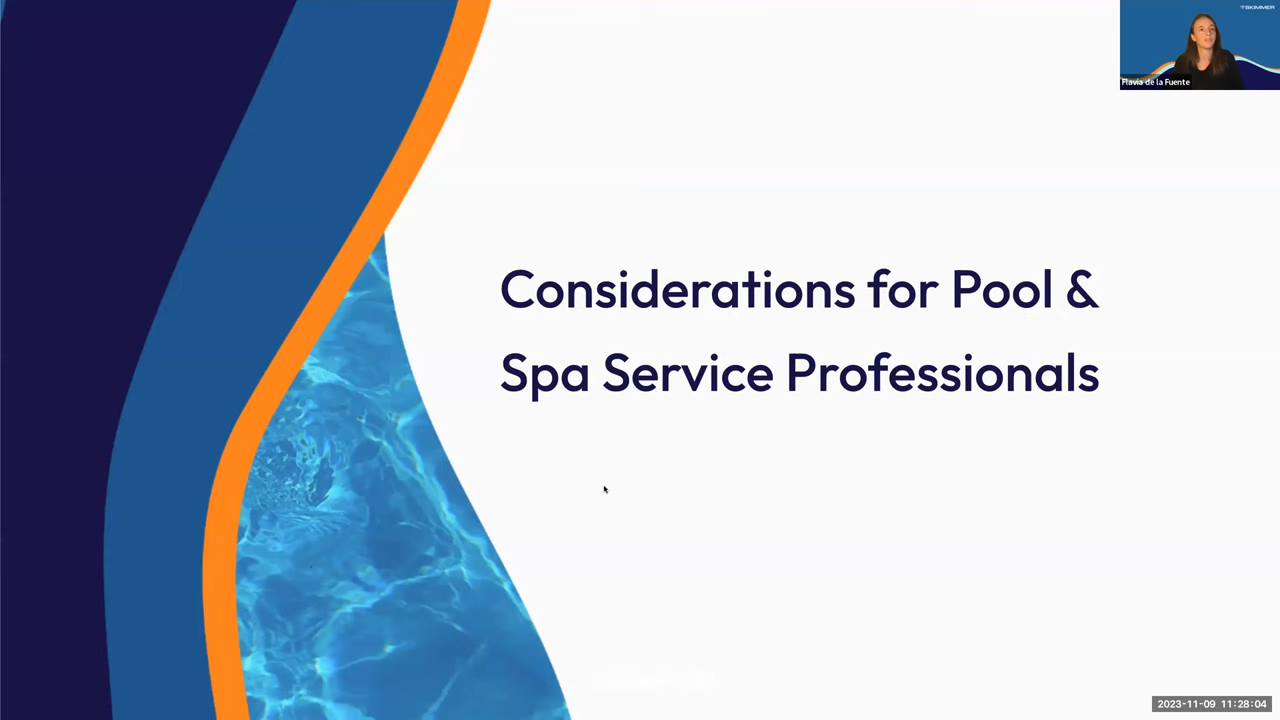 SKIMMER
Flavia de la Fuente
Considerations for Pool &
Spa Service Professionals
2023-11-09 11:28:04